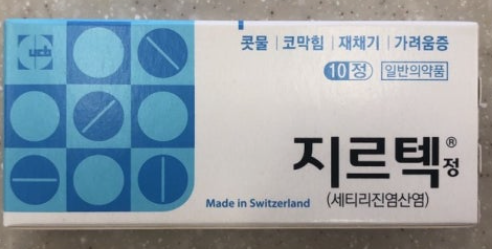 ucb
콧물 | 코막힘 | 재채기 | 가려움증
10정 일반의약품
지르텍® 정
(세티리진염산염)
Made in Switzerland